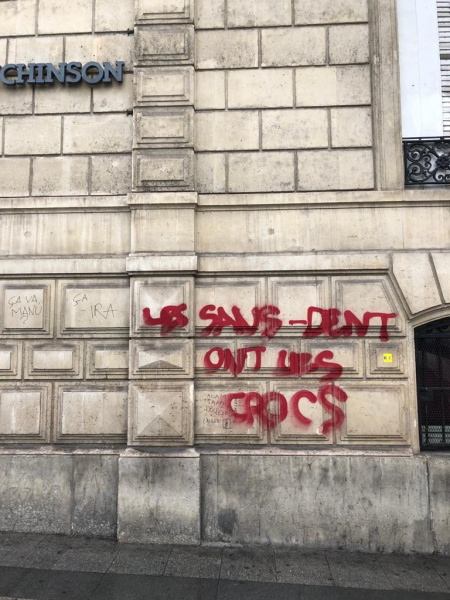 CHINSON
ÇA VA
MANU
ÇA
-IRA
LES SANS-DENT
ONT LES
CROCS